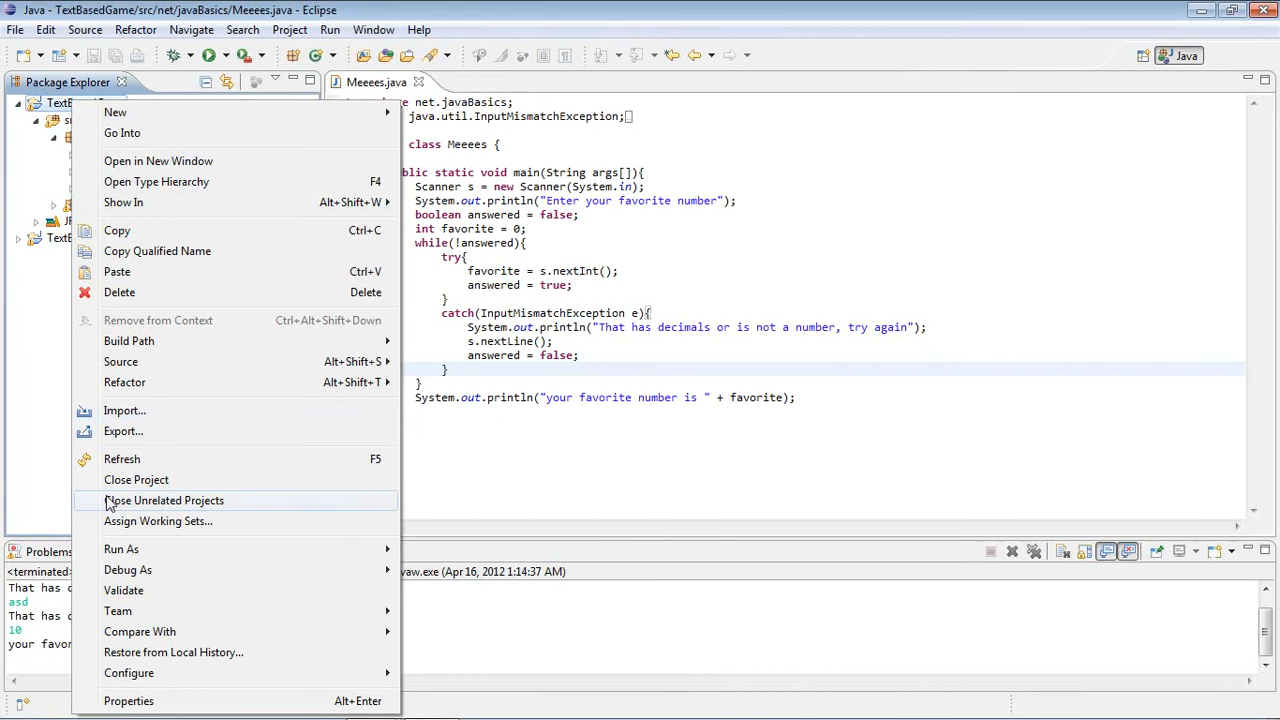 Java - TextBasedGame/src/net/javaBasics/Meeees.java - Eclipse
File Edit Source Refactor Navigate Search Project Run Window Help
Java
Package Explorer
Meeees.java
New
Go Into
Open in New Window
Open Type Hierarchy F4
Show In Alt+Shift+W
Copy Ctrl+C
Copy Qualified Name
Paste Ctrl+V
Delete Delete
Remove from Context Ctrl+Alt+Shift+Down
Build Path
Source Alt+Shift+S
Refactor Alt+Shift+T
Import...
Export...
Refresh F5
Close Project
Close Unrelated Projects
Assign Working Sets...
Run As
Debug As
Validate
Team
Compare With
Restore from Local History...
Configure
Properties Alt+Enter
net.javaBasics;
java.util.InputMismatchException;
class Meeees {
static void main(String args[]){
Scanner s = new Scanner(System.in);
System.out.println("Enter your favorite number");
boolean answered = false;
int favorite = 0;
while(!answered){
try{
favorite = s.nextInt();
answered = true;
}
catch(InputMismatchException e){
System.out.println("That has decimals or is not a number, try again");
s.nextLine();
answered = false;
}
}
System.out.println("your favorite number is " + favorite);
Problems
<terminated> (Apr 16, 2012 1:14:37 AM)
That has
asd
That has
10
your